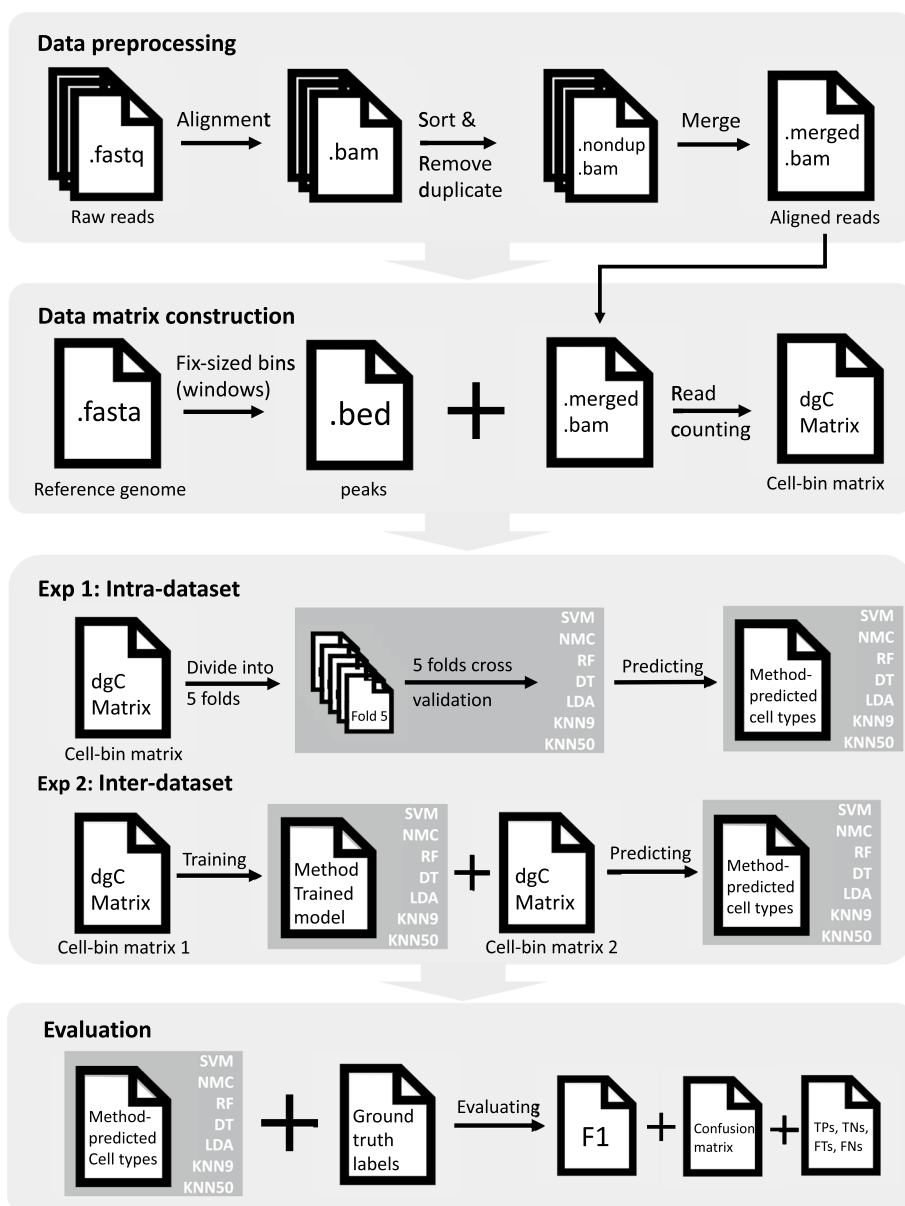 Data preprocessing
.fastq
Raw reads
Alignment
.bam
Sort &
Remove
duplicate
.nondup
.bam
Merge
.merged
.bam
Aligned reads
Data matrix construction
.fasta
Reference genome
Fix-sized bins
(windows)
.bed
peaks
+
.merged
.bam
Read
counting
dgC
Matrix
Cell-bin matrix
Exp 1: Intra-dataset
dgC
Matrix
Cell-bin matrix
Divide into
5 folds
Fold 5
5 folds cross
validation
SVM
NMC
RF
DT
LDA
KNN9
KNN50
Predicting
Method-
predicted
cell types
SVM
NMC
RF
DT
LDA
KNN9
KNN50
Exp 2: Inter-dataset
dgC
Matrix
Cell-bin matrix 1
Training
Method
Trained
model
SVM
NMC
RF
DT
LDA
KNN9
KNN50
+
dgC
Matrix
Cell-bin matrix 2
Predicting
Method-
predicted
cell types
SVM
NMC
RF
DT
LDA
KNN9
KNN50
Evaluation
Method-
predicted
Cell types
SVM
NMC
RF
DT
LDA
KNN9
KNN50
+
Ground
truth
labels
Evaluating
F1
+
Confusion
matrix
+
TPs, TNs,
FTs, FNs